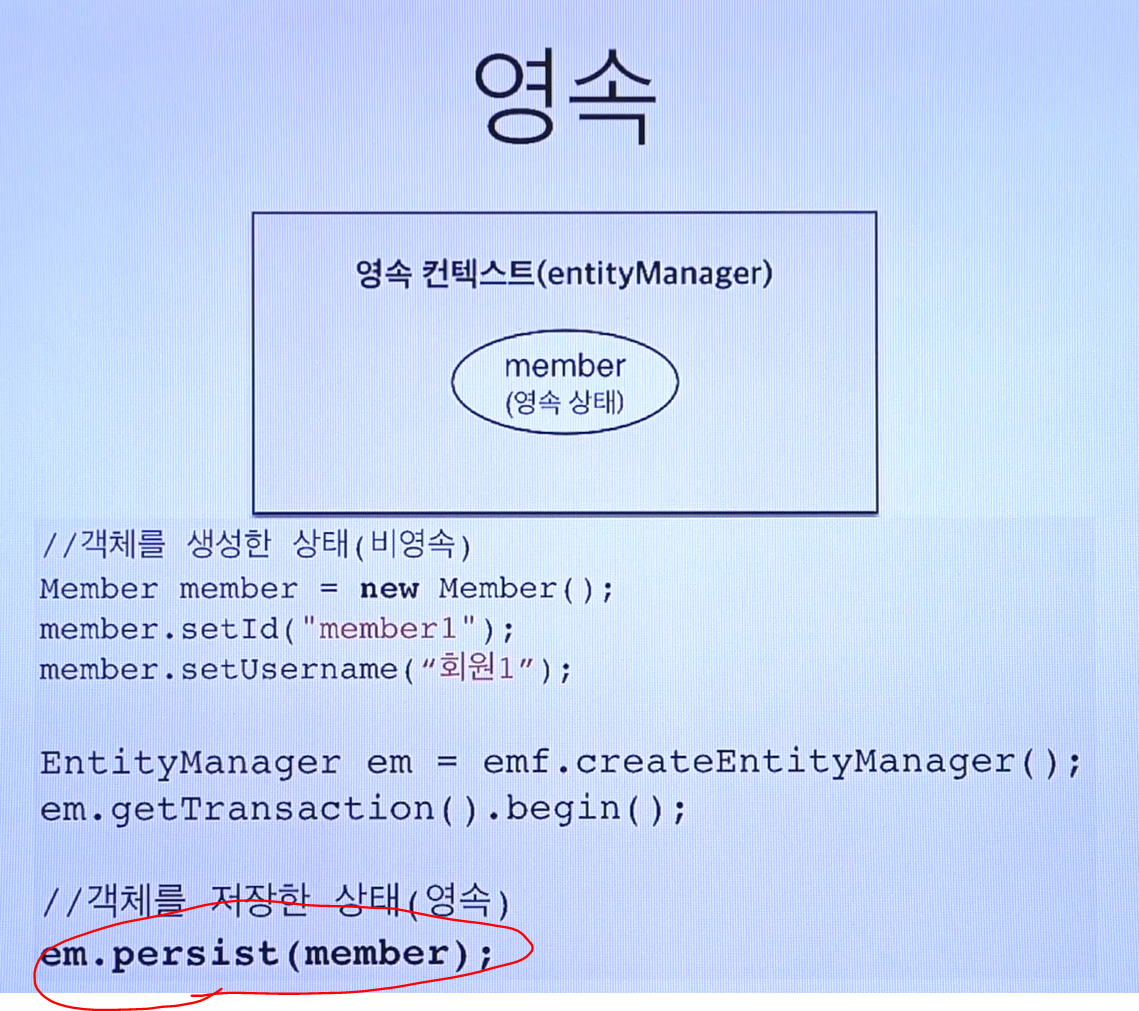 영속
영속 컨텍스트(entityManager)
member
(영속 상태)
//객체를 생성한 상태(비영속)
Member member = new Member();
member.setId("member1");
member.setUsername(“회원1”);
EntityManager em = emf.createEntityManager();
em.getTransaction().begin();
//객체를 저장한 상태(영속)
em.persist(member);